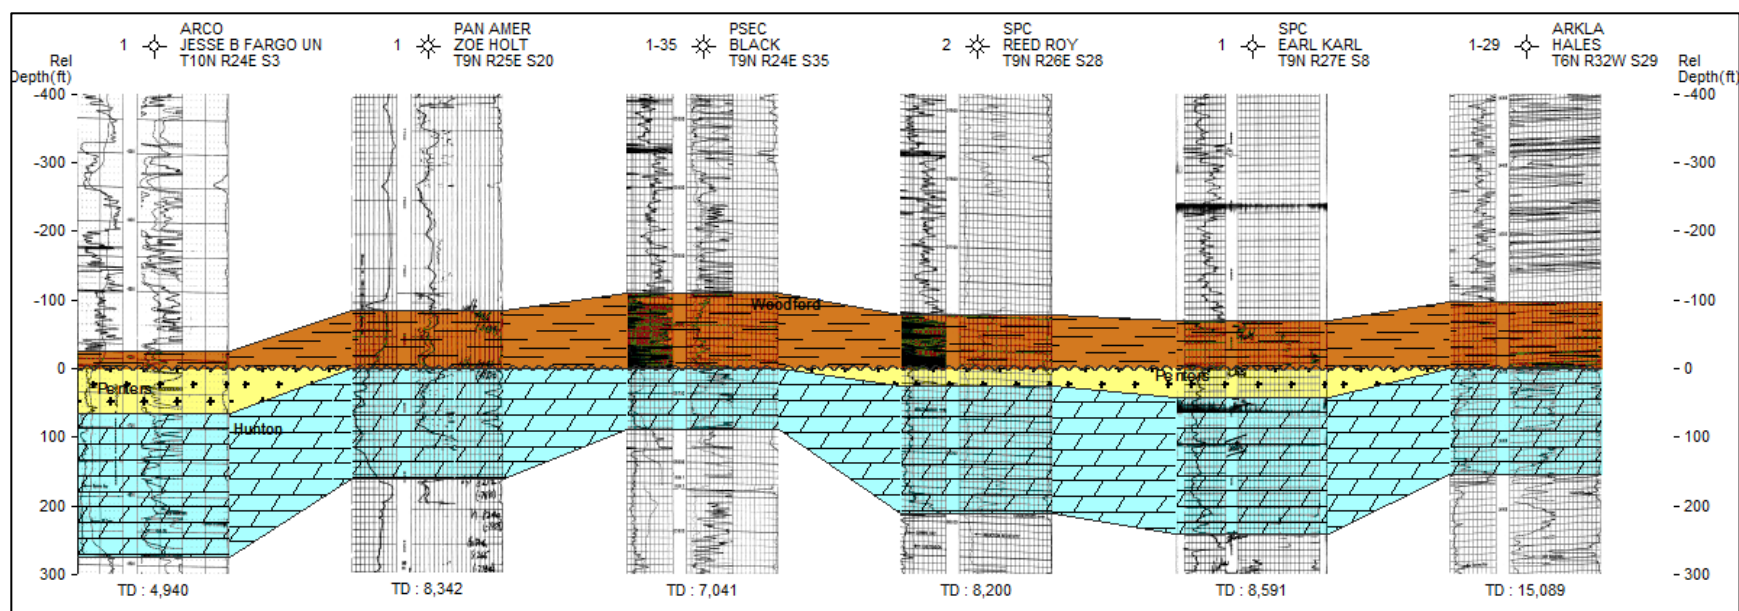 ARCO
1 JESSE B FARGO UN
T10N R24E S3
PAN AMER
1 ZOE HOLT
T9N R25E S20
PSEC
1-35 BLACK
T9N R24E S35
SPC
2 REED ROY
T9N R26E S28
SPC
1 EARL KARL
T9N R27E S8
ARKLA
1-29 HALES
T6N R32W S29
Rel
Depth(ft)
Rel
Depth(ft)
-400
-300
-200
-100
0
100
200
300
-400
-300
-200
-100
0
100
200
300
Woodford
Penters
Penters
Hunton
TD : 4,940
TD : 8,342
TD : 7,041
TD : 8,200
TD : 8,591
TD : 15,089